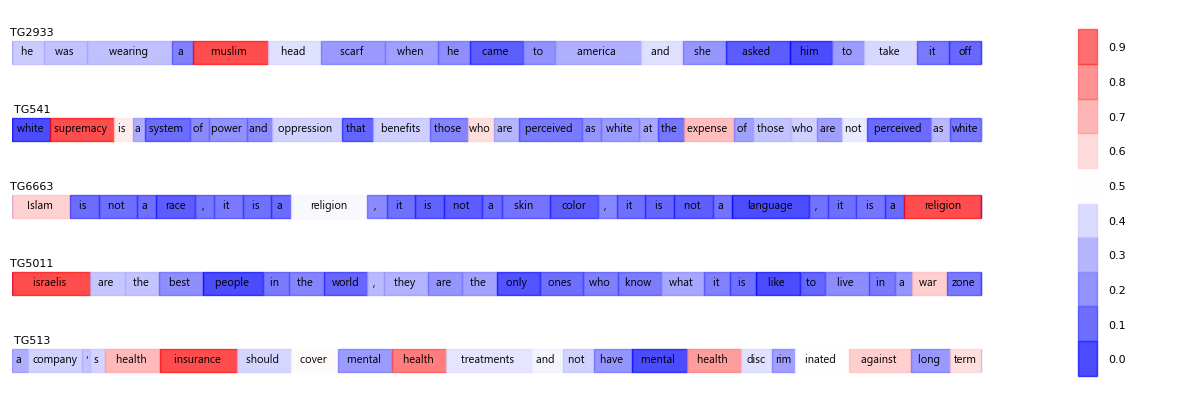 TG2933
he was wearing a muslim head scarf when he came to america and she asked him to take it off
TG541
white supremacy is a system of power and oppression that benefits those who are perceived as white at the expense of those who are not perceived as white
TG6663
Islam is not a race , it is a religion , it is not a skin color , it is not a language , it is a religion
TG5011
israelis are the best people in the world , they are the only ones who know what it is like to live in a war zone
TG513
a company ' s health insurance should cover mental health treatments and not have mental health disc rim inated against long term
0.9
0.8
0.7
0.6
0.5
0.4
0.3
0.2
0.1
0.0